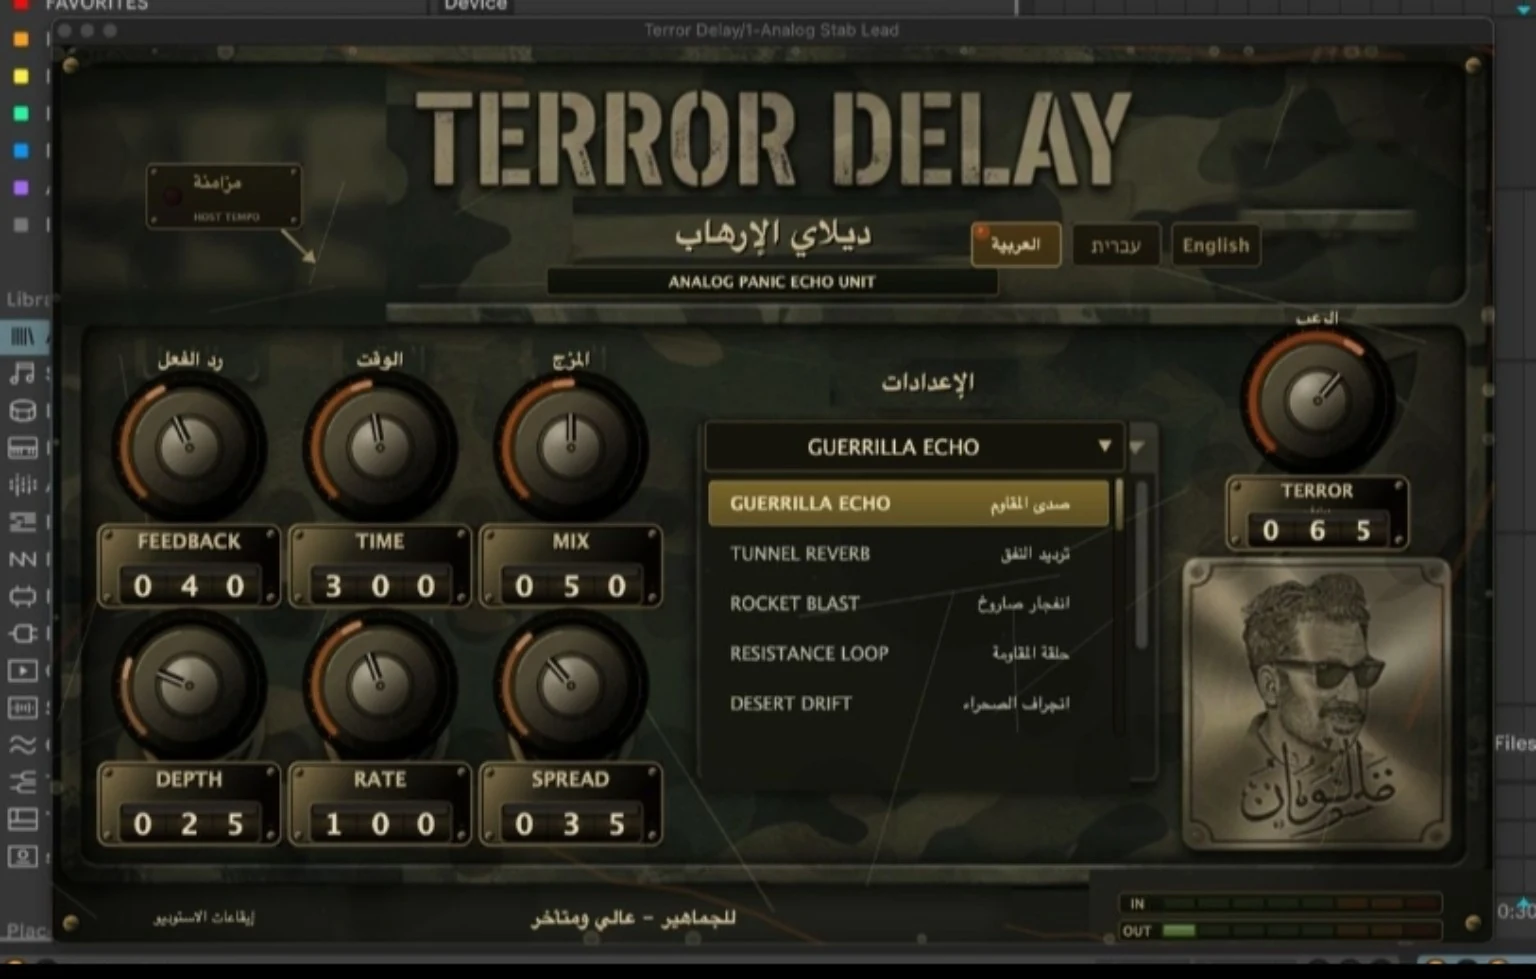 FAVORITES
Device
Terror Delay/1-Analog Stab Lead
TERROR DELAY
مزامنة
HOST TEMPO
ديلاي الإرهاب
العربية
עברית
English
ANALOG PANIC ECHO UNIT
الرعب
رد الفعل
الوقت
المزج
الإعدادات
GUERRILLA ECHO
GUERRILLA ECHO صدى المقاوم
TUNNEL REVERB ترديد النفق
ROCKET BLAST انفجار صاروخ
RESISTANCE LOOP حلقة المقاومة
DESERT DRIFT انجراف الصحراء
FEEDBACK
0 4 0
TIME
3 0 0
MIX
0 5 0
TERROR
0 6 5
DEPTH
0 2 5
RATE
1 0 0
SPREAD
0 3 5
Files
إيقاعات الاستوديو
للجماهير – عالي ومتأخر
IN
OUT